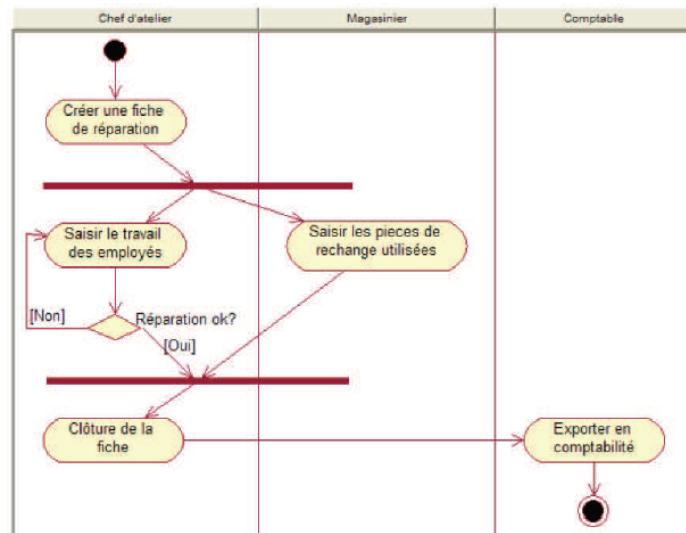 Chef d'atelier
Magasinier
Comptable
Créer une fiche
de réparation
Saisir le travail
des employés
Saisir les pieces de
rechange utilisées
[Non]
Réparation ok?
[Oui]
Clôture de la
fiche
Exporter en
comptabilité